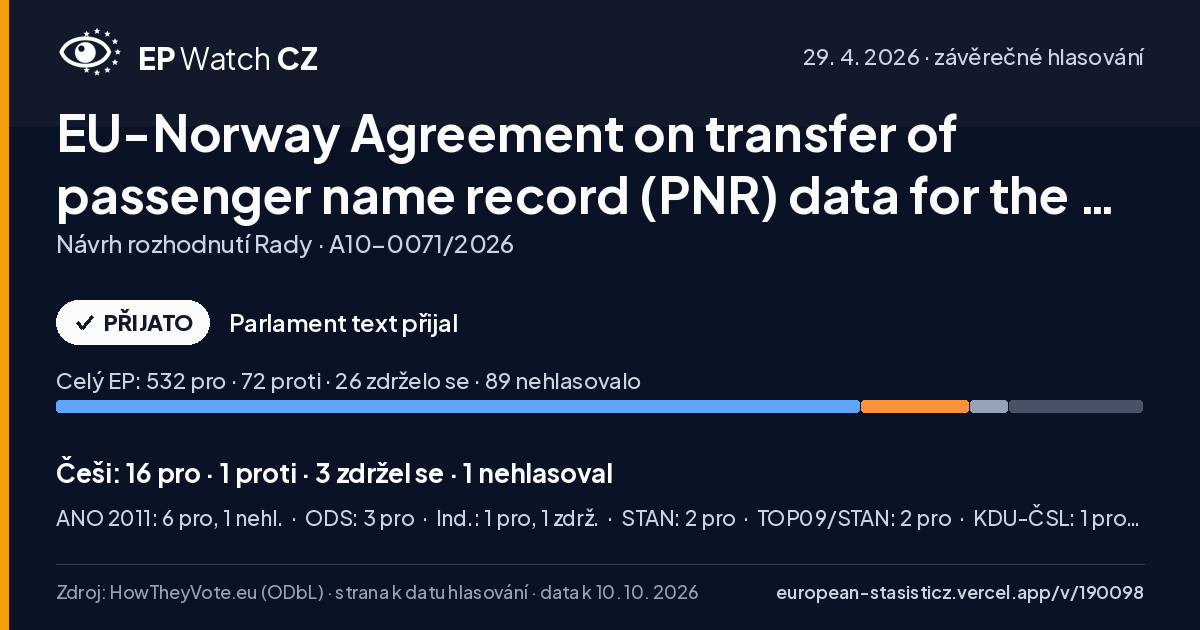 EP Watch CZ
29. 4. 2026 · závěrečné hlasování
EU-Norway Agreement on transfer of
passenger name record (PNR) data for the ...
Návrh rozhodnutí Rady · A10-0071/2026
✓ PŘIJATO Parlament text přijal
Celý EP: 532 pro · 72 proti · 26 zdrželo se · 89 nehlasovalo
Češi: 16 pro · 1 proti · 3 zdržel se · 1 nehlasoval
ANO 2011: 6 pro, 1 nehl. · ODS: 3 pro · Ind.: 1 pro, 1 zdrž. · STAN: 2 pro · TOP09/STAN: 2 pro · KDU-ČSL: 1 pro...
Zdroj: HowTheyVote.eu (ODbL) · strana k datu hlasování · data k 10. 10. 2026
european-stasisticz.vercel.app/v/190098